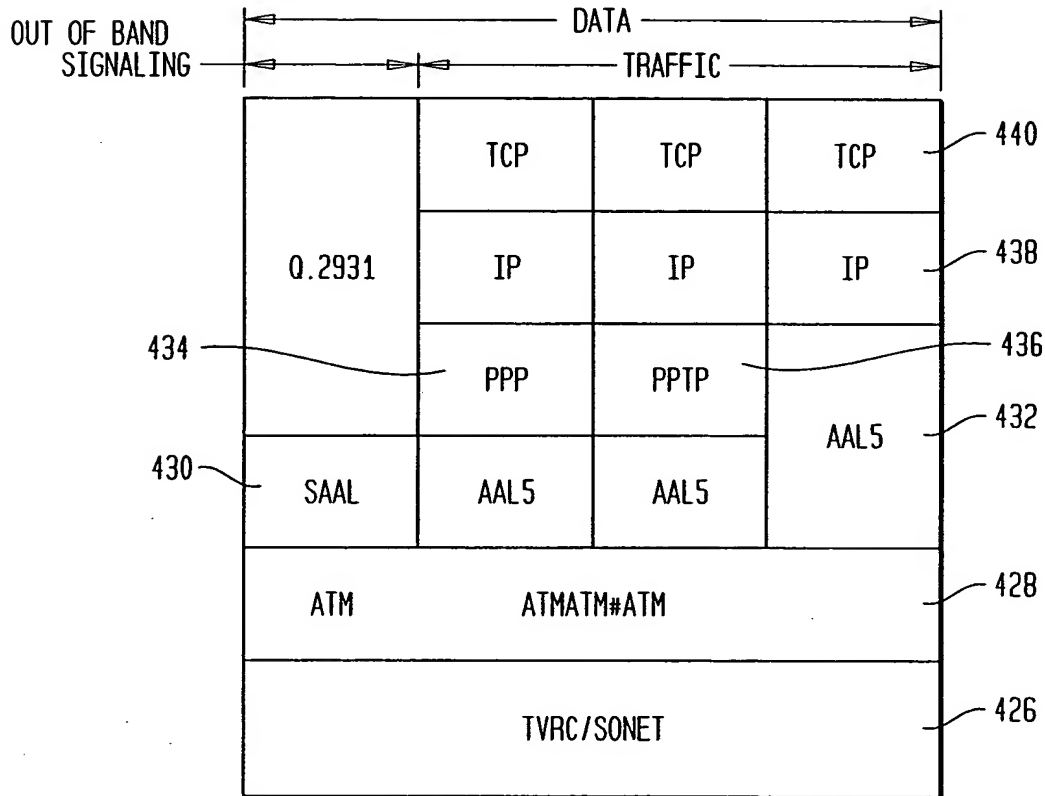 DATA
OUT OF BAND
SIGNALING
TRAFFIC
TCP TCP TCP 440
Q.2931 IP IP IP 438
434 PPP PPTP 436
AAL5 432
430 SAAL AAL5 AAL5
ATM ATMATM#ATM 428
TVRC/SONET 426